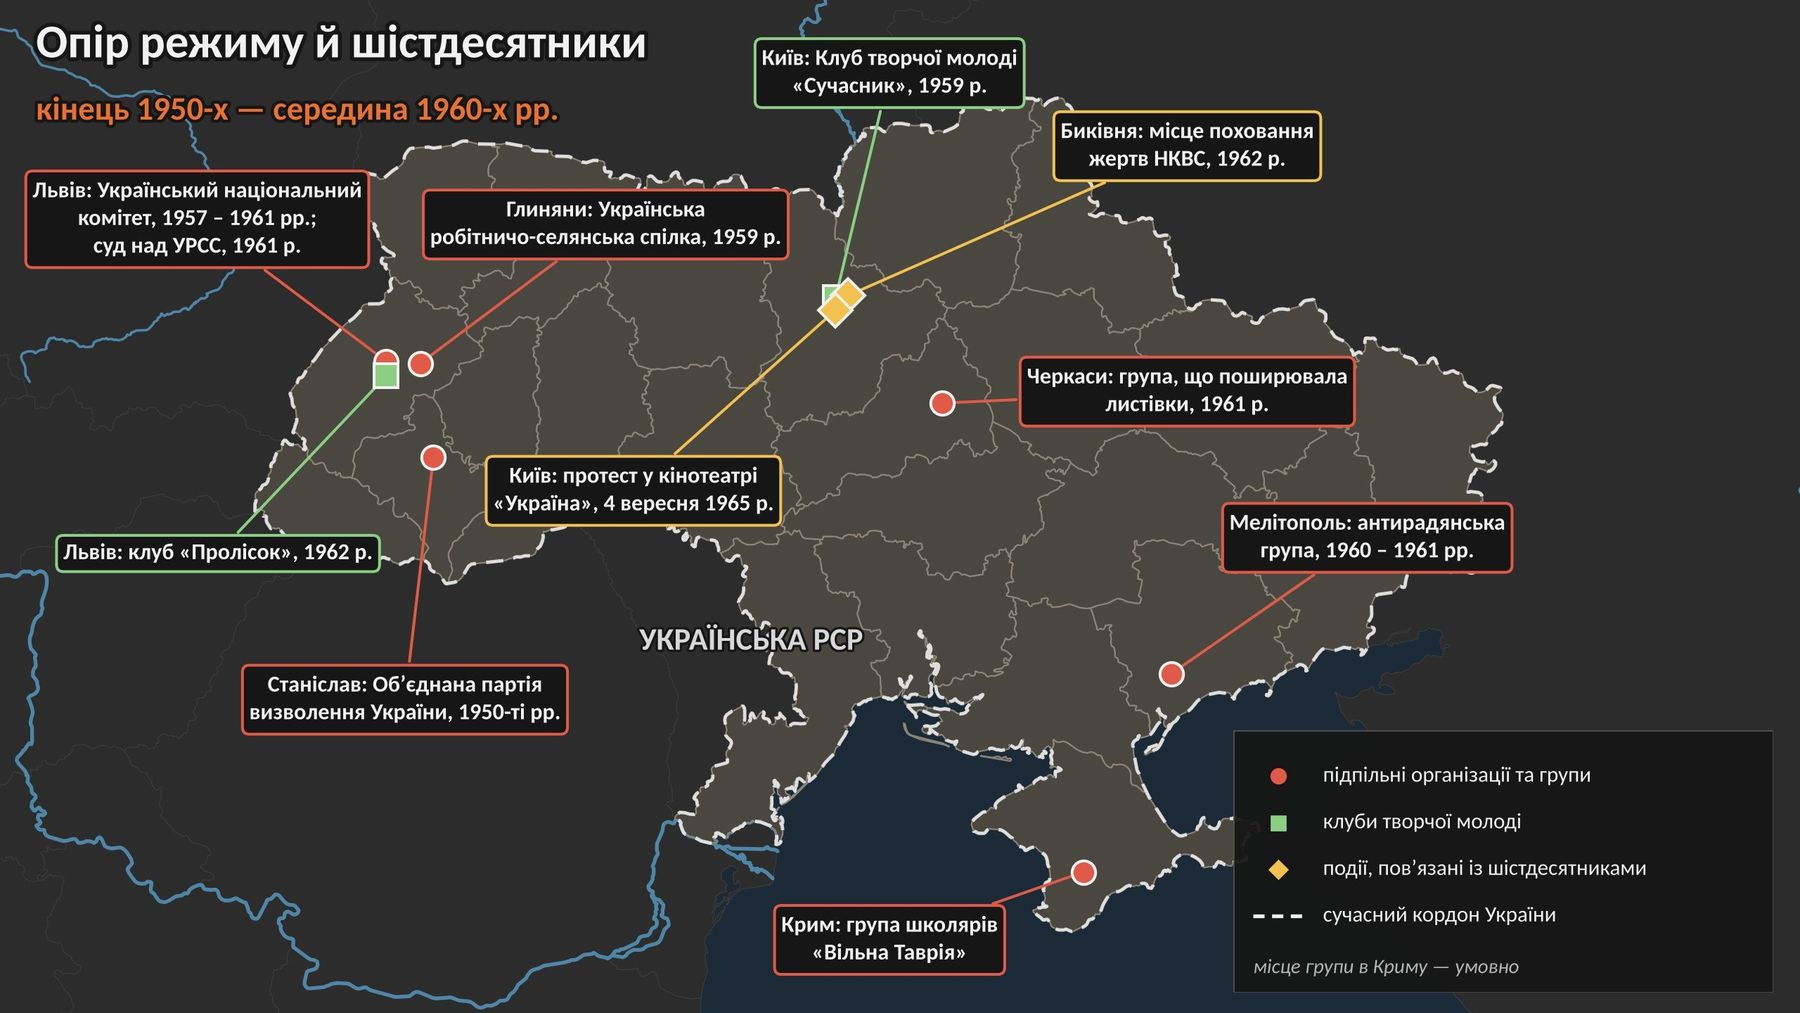 Опір режиму й шістдесятники
кінець 1950-х — середина 1960-х рр.
Київ: Клуб творчої молоді
«Сучасник», 1959 р.
Биківня: місце поховання
жертв НКВС, 1962 р.
Львів: Український національний
комітет, 1957 – 1961 рр.;
суд над УРСС, 1961 р.
Глиняни: Українська
робітничо-селянська спілка, 1959 р.
Черкаси: група, що поширювала
листівки, 1961 р.
Київ: протест у кінотеатрі
«Україна», 4 вересня 1965 р.
Мелітополь: антирадянська
група, 1960 – 1961 рр.
Львів: клуб «Пролісок», 1962 р.
УКРАЇНСЬКА РСР
Станіслав: Об’єднана партія
визволення України, 1950-ті рр.
Крим: група школярів
«Вільна Таврія»
підпільні організації та групи
клуби творчої молоді
події, пов’язані із шістдесятниками
сучасний кордон України
місце групи в Криму — умовно